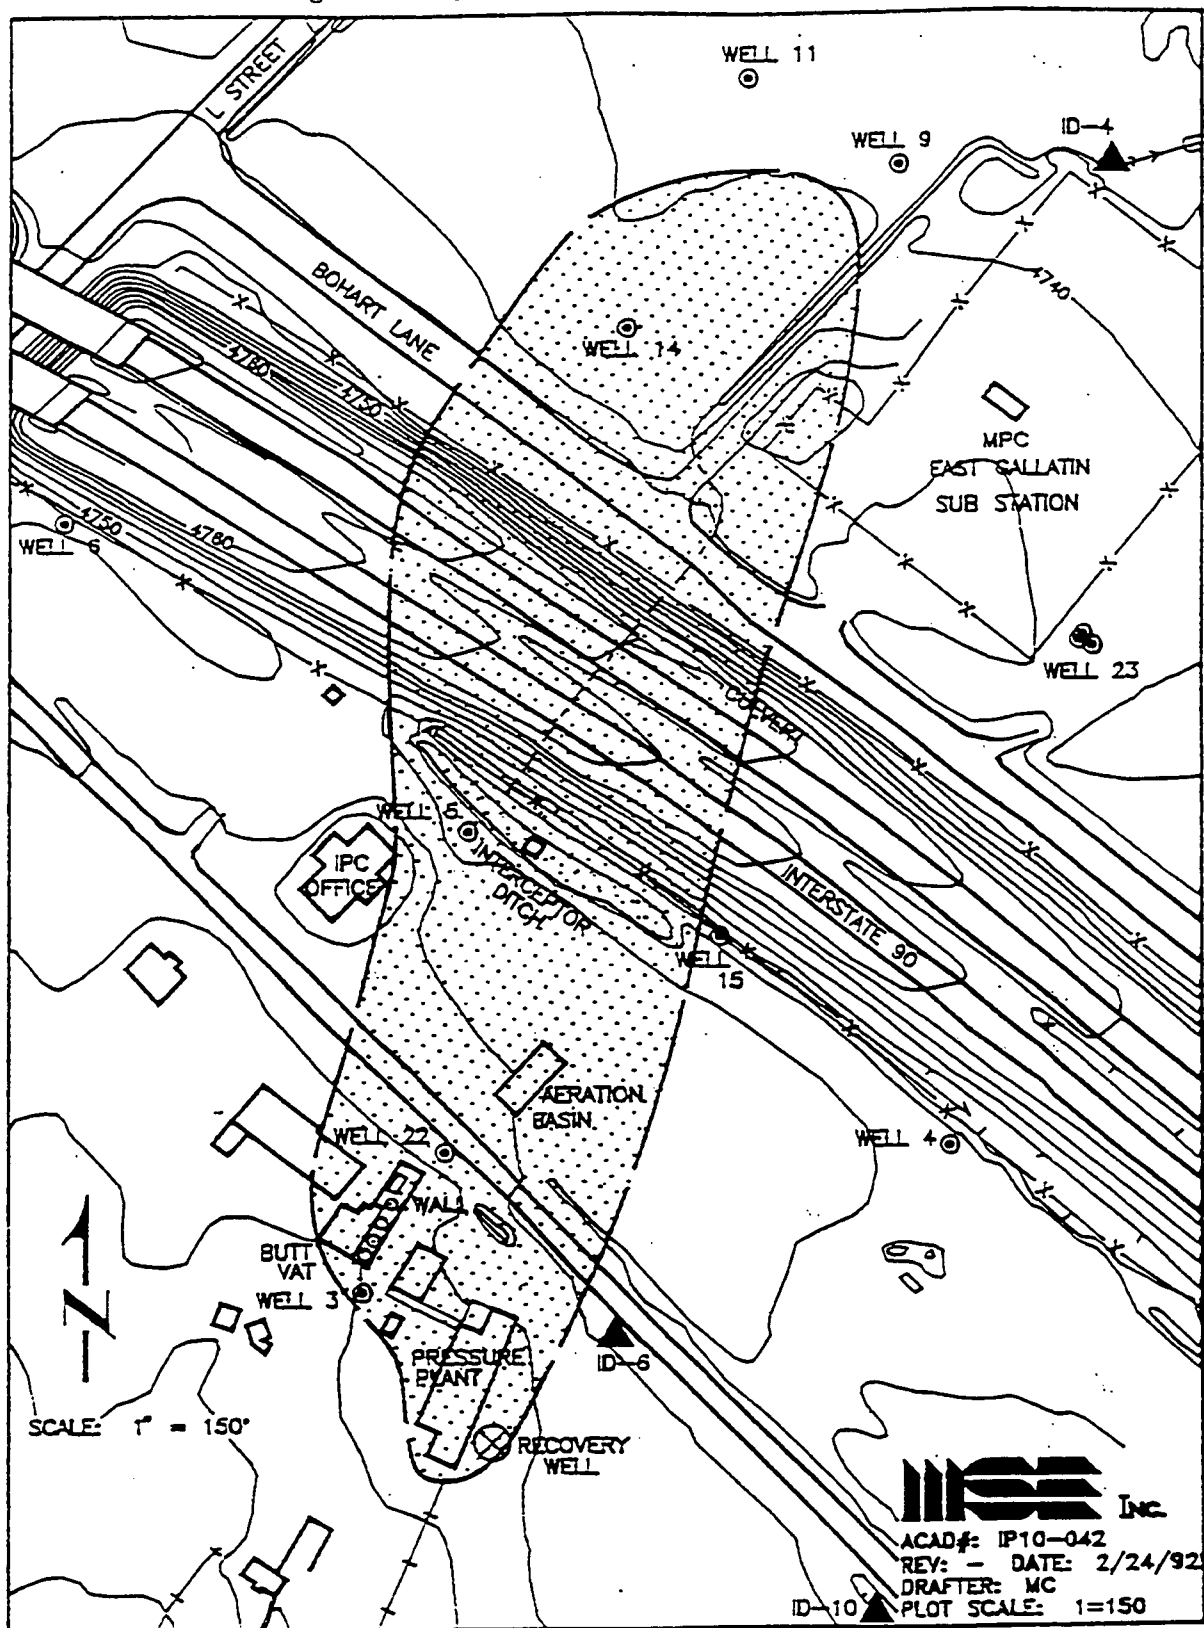 WELL 11
L STREET
WELL 9
ID-4
4740
BOHART LANE
WELL 14
4760
4750
MPC
EAST GALLATIN
SUB STATION
4750
4760
WELL 6
WELL 23
CULVERT
WELL 5
IPC
OFFICE
INTERCEPTOR
DITCH
INTERSTATE 90
WELL
15
AERATION
BASIN
WELL 22
WELL 4
WALL
BUTT
VAT
WELL 3
N
PRESSURE
PLANT
ID-6
SCALE: 1" = 150'
RECOVERY
WELL
MSE INC.
ACAD#: IP10-042
REV: - DATE: 2/24/92
DRAFTER: MC
PLOT SCALE: 1=150
ID-10